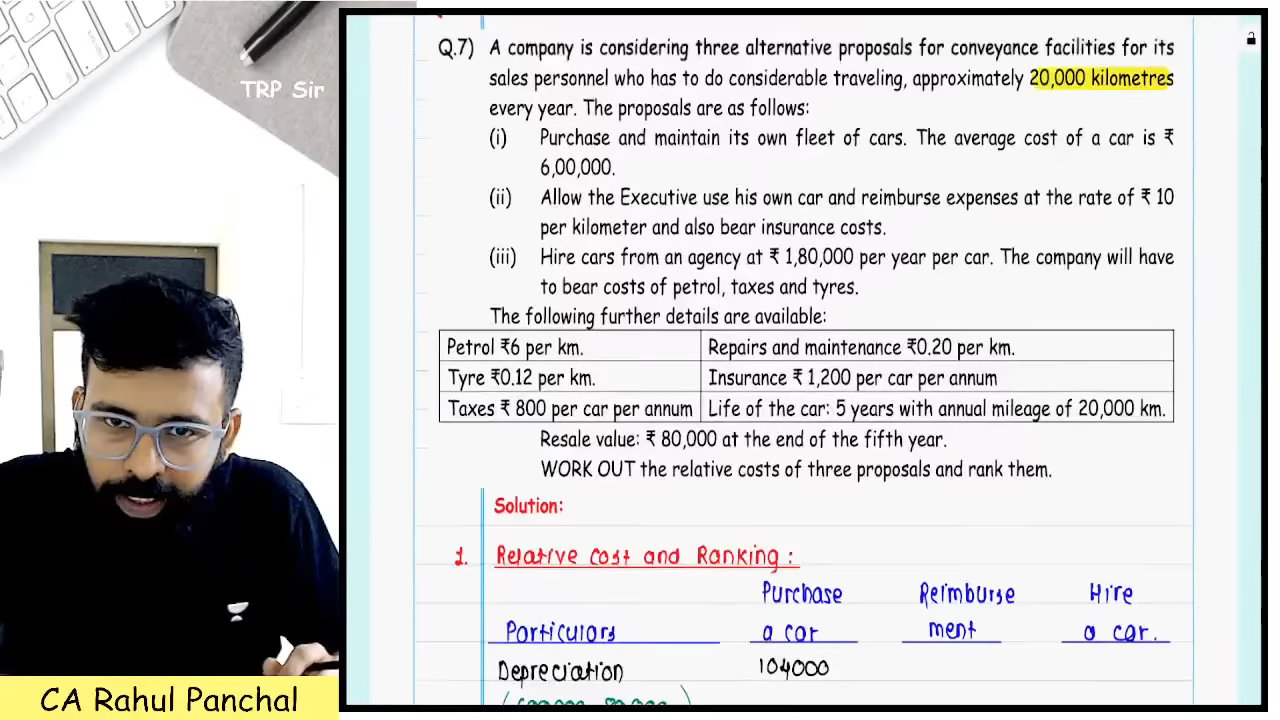 TRP Sir
Q.7) A company is considering three alternative proposals for conveyance facilities for its
sales personnel who has to do considerable traveling, approximately 20,000 kilometres
every year. The proposals are as follows:
(i) Purchase and maintain its own fleet of cars. The average cost of a car is ₹
6,00,000.
(ii) Allow the Executive use his own car and reimburse expenses at the rate of ₹ 10
per kilometer and also bear insurance costs.
(iii) Hire cars from an agency at ₹ 1,80,000 per year per car. The company will have
to bear costs of petrol, taxes and tyres.
The following further details are available:
Petrol ₹6 per km. Repairs and maintenance ₹0.20 per km.
Tyre ₹0.12 per km. Insurance ₹ 1,200 per car per annum
Taxes ₹ 800 per car per annum Life of the car: 5 years with annual mileage of 20,000 km.
Resale value: ₹ 80,000 at the end of the fifth year.
WORK OUT the relative costs of three proposals and rank them.
Solution:
1. Relative Cost and Ranking :
Purchase Reimburse Hire
Particulars a car ment a car.
Depreciation 104000
CA Rahul Panchal